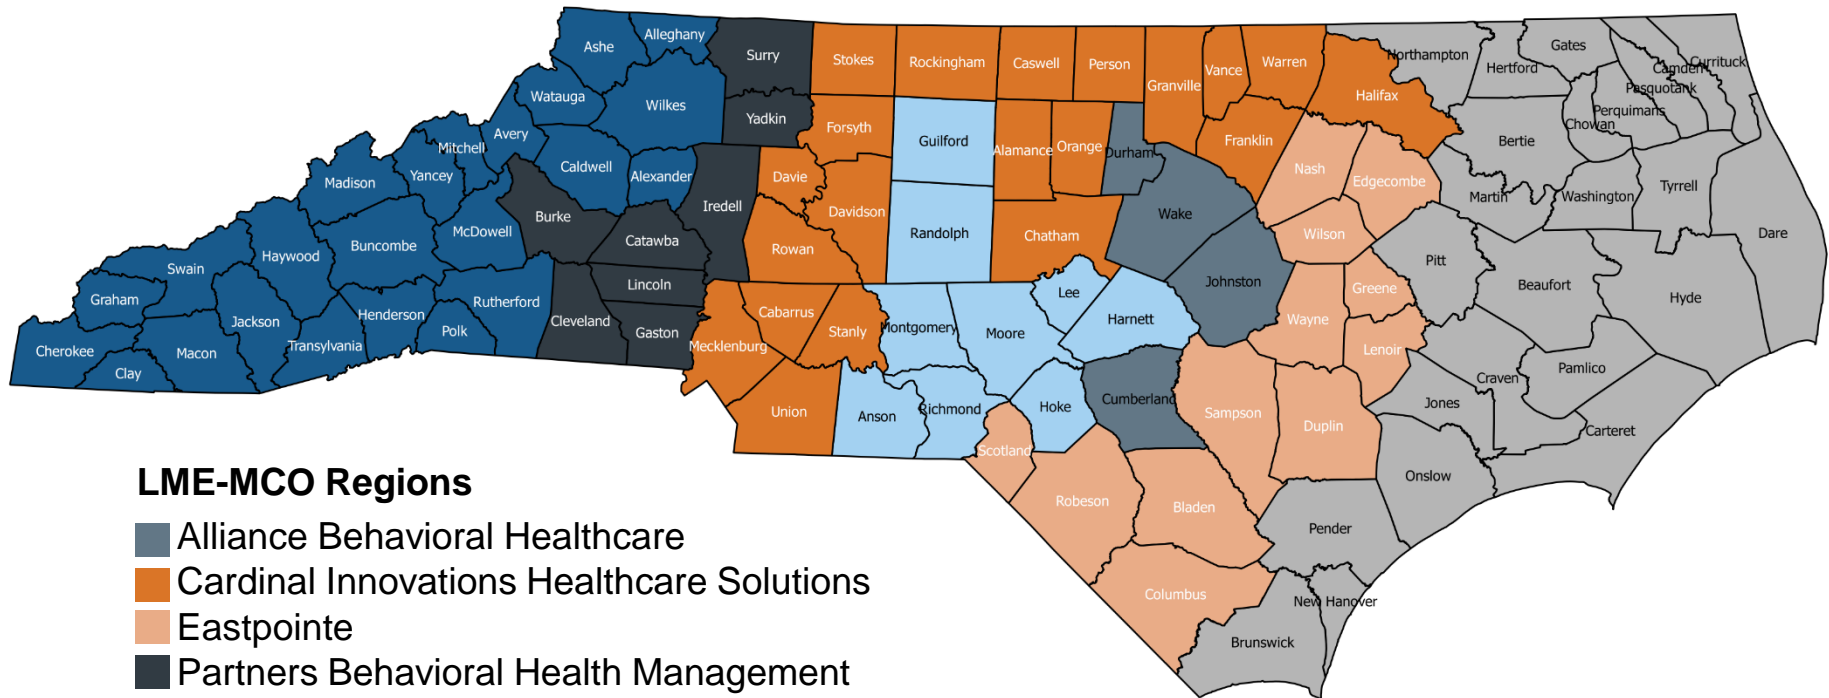 Ashe
Alleghany
Surry
Stokes
Rockingham
Caswell
Person
Granville
Vance
Warren
Halifax
Northampton
Hertford
Gates
Camden
Currituck
Pasquotank
Perquimans
Chowan
Bertie
Watauga
Wilkes
Yadkin
Forsyth
Guilford
Alamance
Orange
Durham
Franklin
Nash
Edgecombe
Martin
Washington
Tyrrell
Dare
Mitchell
Avery
Yancey
Madison
Caldwell
Alexander
Iredell
Davie
Davidson
Randolph
Chatham
Wake
Wilson
Pitt
Beaufort
Hyde
Burke
Catawba
Rowan
McDowell
Buncombe
Haywood
Swain
Graham
Jackson
Cherokee
Clay
Macon
Transylvania
Henderson
Polk
Rutherford
Cleveland
Lincoln
Gaston
Mecklenburg
Cabarrus
Stanly
Montgomery
Moore
Lee
Harnett
Johnston
Wayne
Greene
Lenoir
Craven
Pamlico
Jones
Carteret
Onslow
Union
Anson
Richmond
Hoke
Cumberland
Sampson
Duplin
Scotland
Robeson
Bladen
Pender
Columbus
New Hanover
Brunswick
LME-MCO Regions
Alliance Behavioral Healthcare
Cardinal Innovations Healthcare Solutions
Eastpointe
Partners Behavioral Health Management